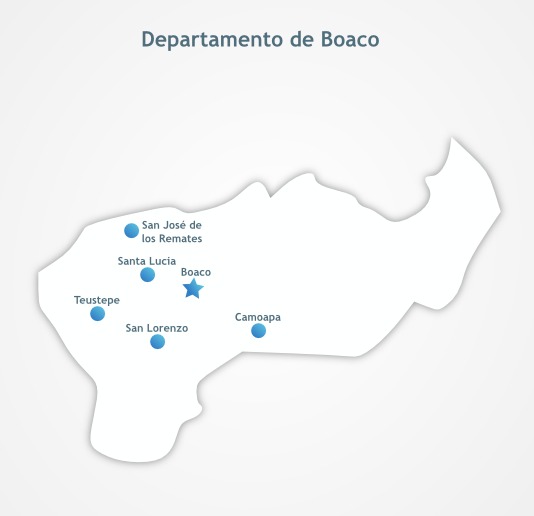 Departamento de Boaco
San José de
los Remates
Santa Lucia
Boaco
Teustepe
Camoapa
San Lorenzo